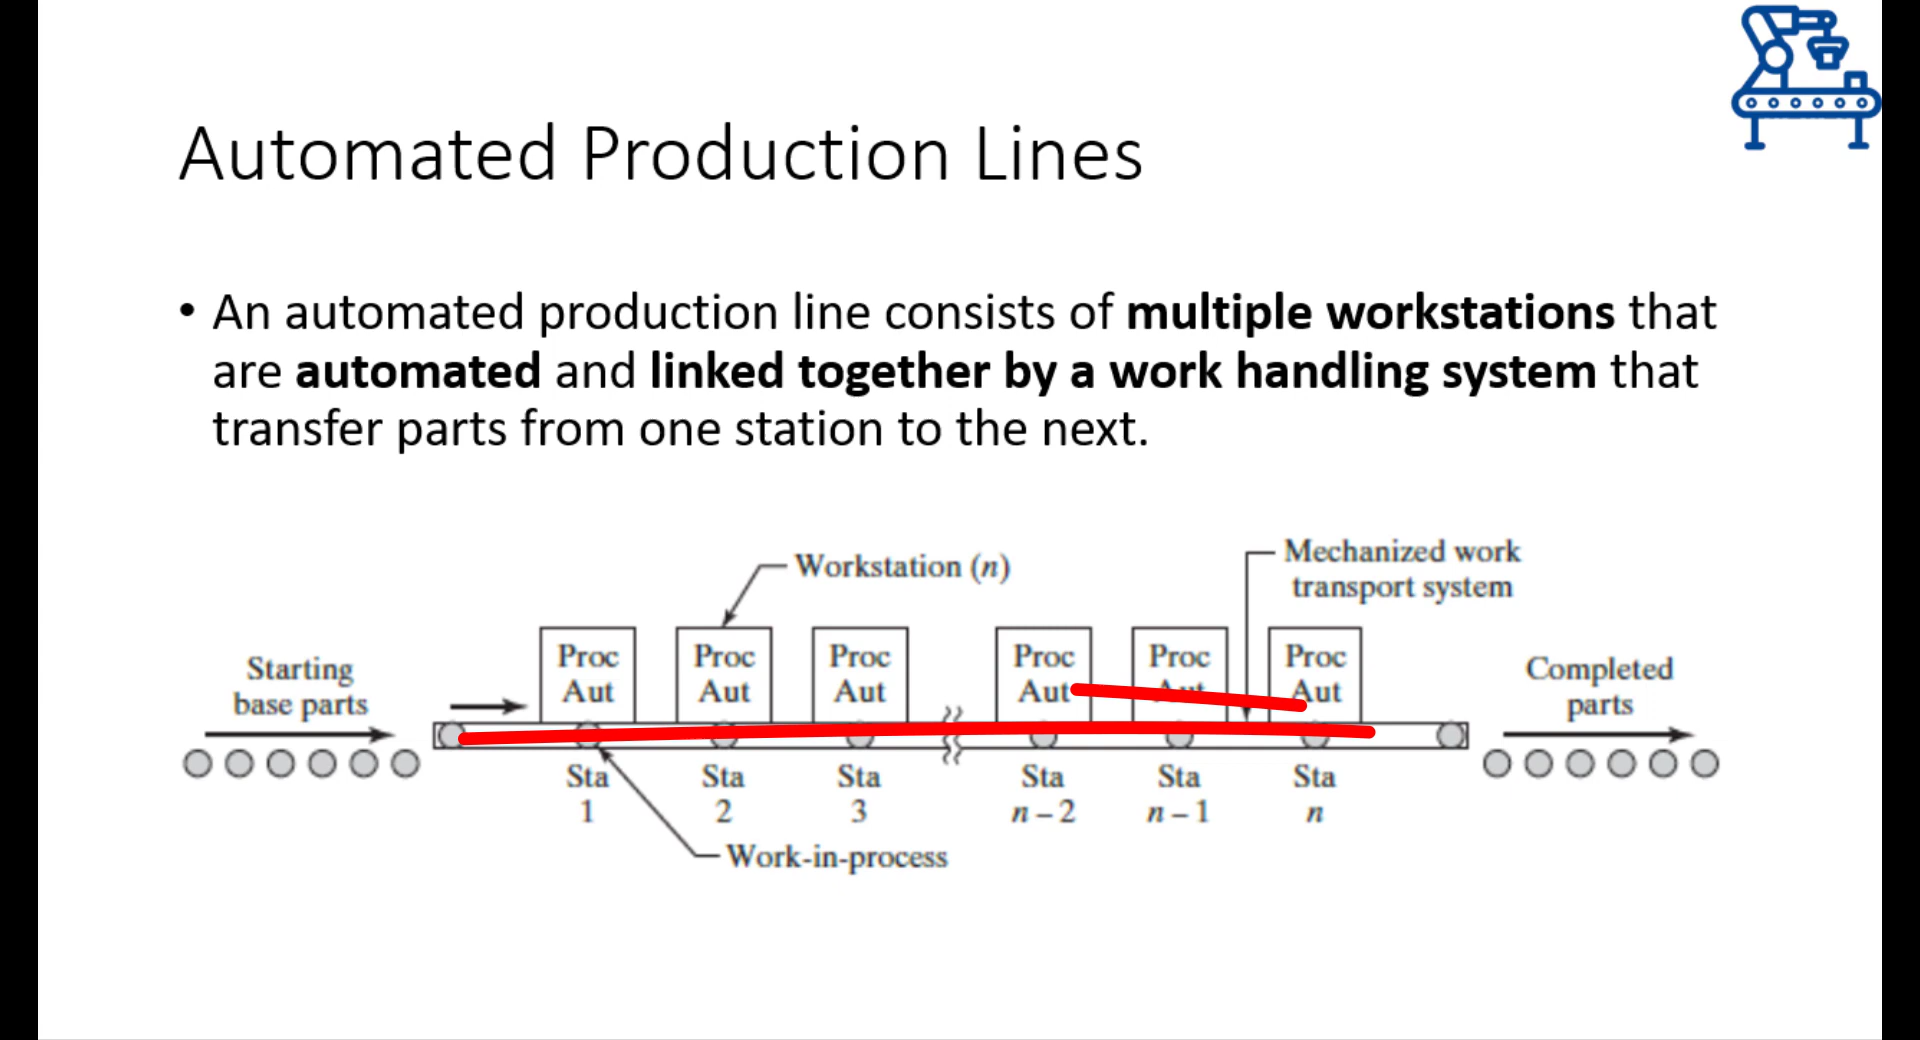 Automated Production Lines
• An automated production line consists of multiple workstations that
are automated and linked together by a work handling system that
transfer parts from one station to the next.
Workstation (n)
Mechanized work
transport system
Starting
base parts
Proc Proc Proc Proc Proc Proc
Aut Aut Aut Aut Aut
Completed
parts
Sta Sta Sta Sta Sta Sta
1 2 3 n – 2 n – 1 n
Work-in-process